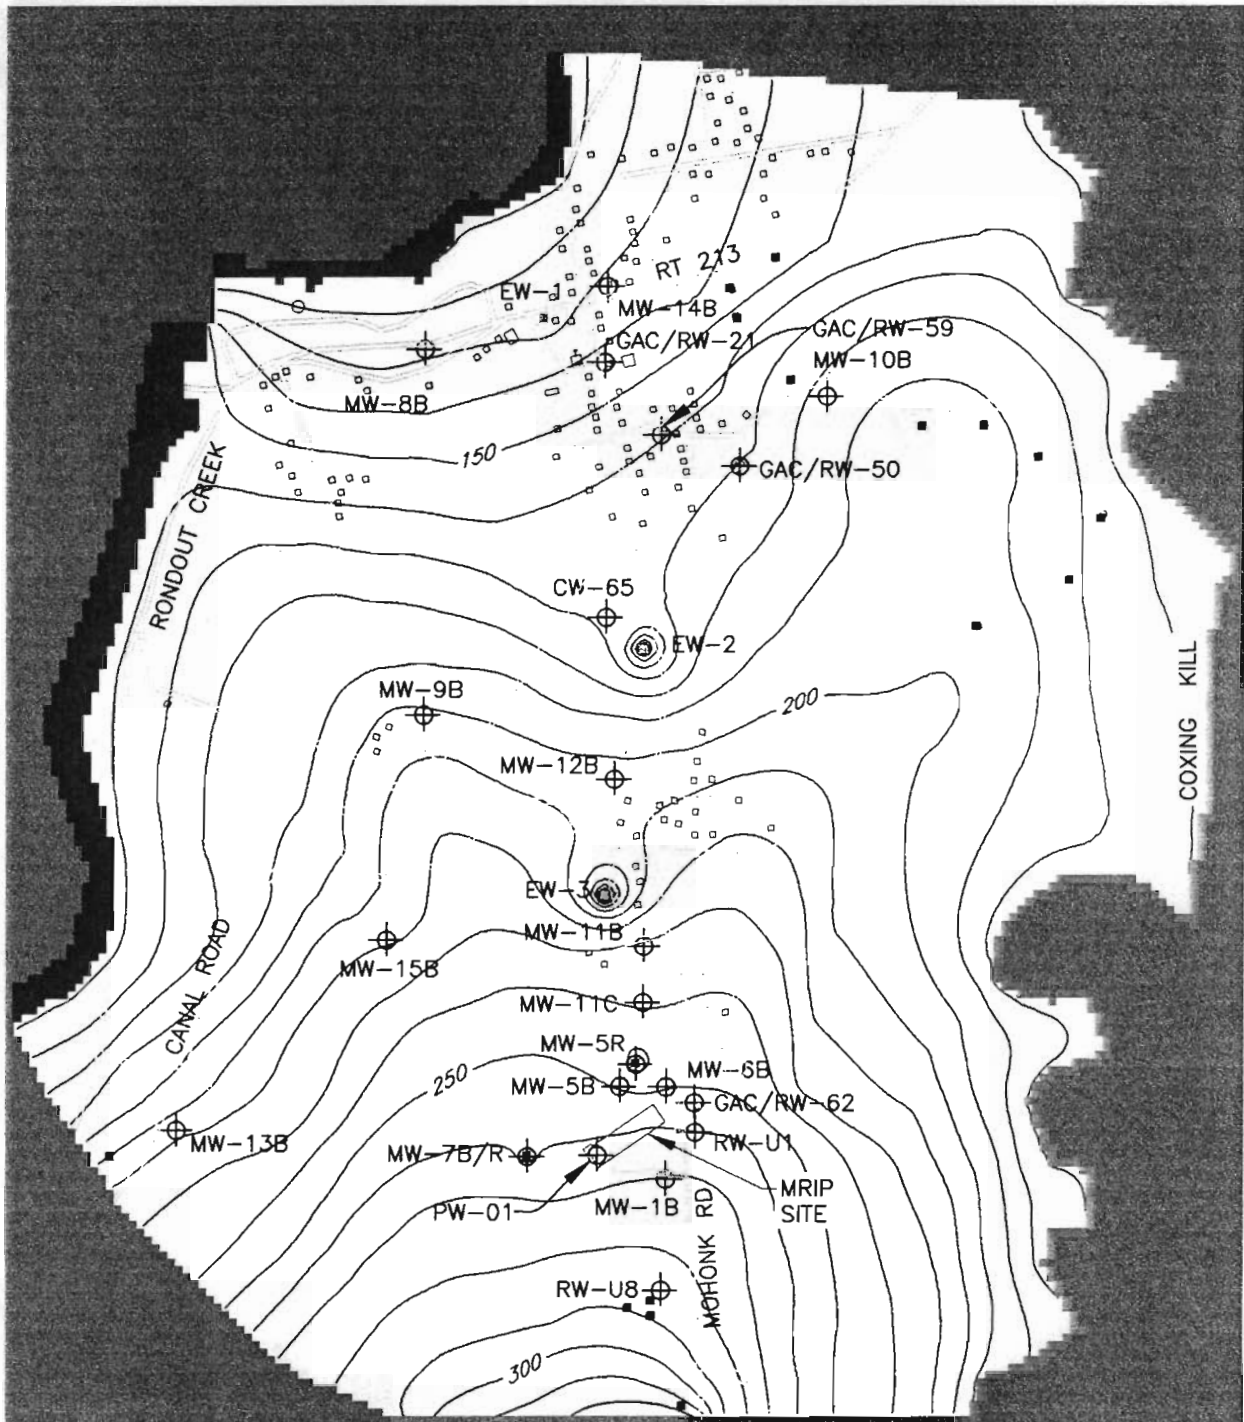 RT 213
EW-1
MW-14B
GAC/RW-21
GAC/RW-59
MW-10B
MW-8B
150
GAC/RW-50
RONDOUT CREEK
CW-65
EW-2
COXING KILL
MW-9B
200
MW-12B
EW-3
MW-11B
MW-15B
CANAL ROAD
MW-11C
MW-5R
250
MW-5B
MW-6B
GAC/RW-62
MW-13B
RW-U1
MW-7B/R
MRIP
SITE
PW-01
MW-1B
MOHONK RD
RW-U8
300